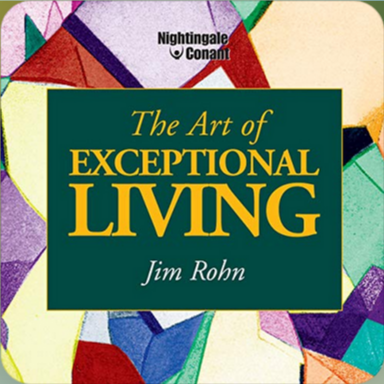 Nightingale
Conant
The Art of
EXCEPTIONAL
LIVING
Jim Rohn